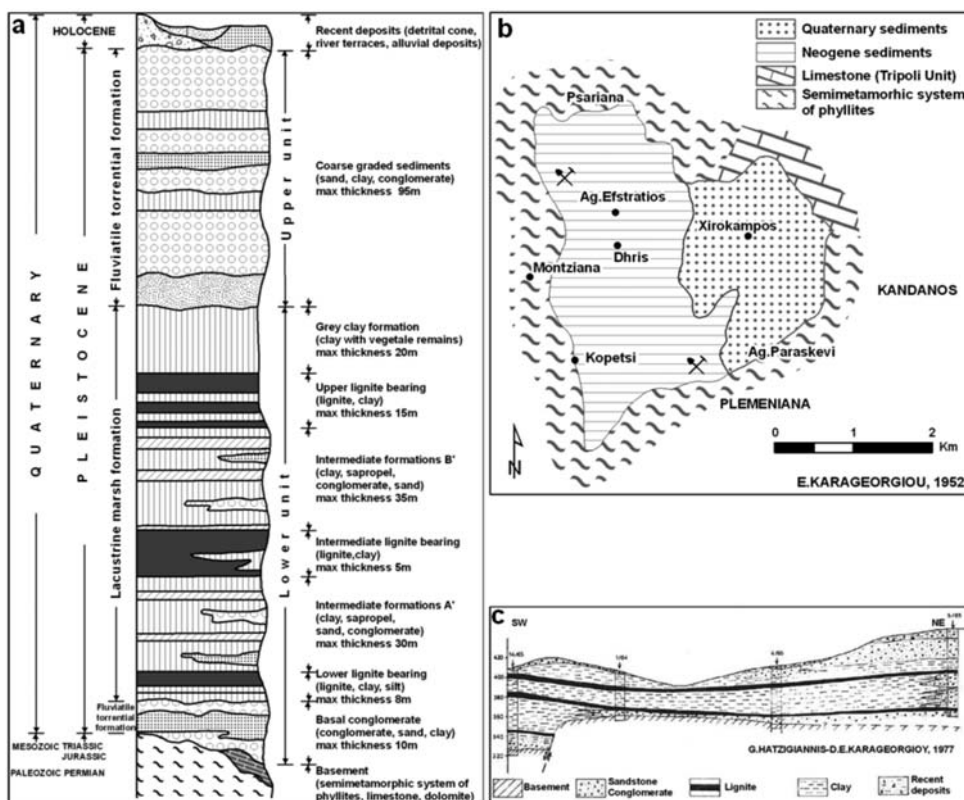 a
HOLOCENE
Recent deposits (detrital cone,
river terraces, alluvial deposits)
QUATERNARY
PLEISTOCENE
Fluviatile torrential formation
Upper unit
Coarse graded sediments
(sand, clay, conglomerate)
max thickness 95m
Lacustrine marsh formation
Lower unit
Grey clay formation
(clay with vegetale remains)
max thickness 20m
Upper lignite bearing
(lignite, clay)
max thickness 15m
Intermediate formations B'
(clay, sapropel,
conglomerate, sand)
max thickness 35m
Intermediate lignite bearing
(lignite,clay)
max thickness 5m
Intermediate formations A'
(clay, sapropel,
sand, conglomerate)
max thickness 30m
Lower lignite bearing
(lignite, clay, silt)
max thickness 8m
Fluviatile
torrential
formation
Basal conglomerate
(conglomerate, sand, clay)
max thickness 10m
MESOZOIC TRIASSIC
JURASSIC
PALEOZOIC PERMIAN
Basement
(semimetamorphic system of
phyllites, limestone, dolomite)
b
Quaternary sediments
Neogene sediments
Limestone (Tripoli Unit)
Semimetamorhic system
of phyllites
Psariana
Ag.Efstratios
Xirokampos
Dhris
Montziana
KANDANOS
Kopetsi
Ag.Paraskevi
PLEMENIANA
0 1 2
Km
N
E.KARAGEORGIOU, 1952
c
SW
NE
G.HATZIGIANNIS-D.E.KARAGEORGIOY, 1977
Basement
Sandstone
Conglomerate
Lignite
Clay
Recent
deposits